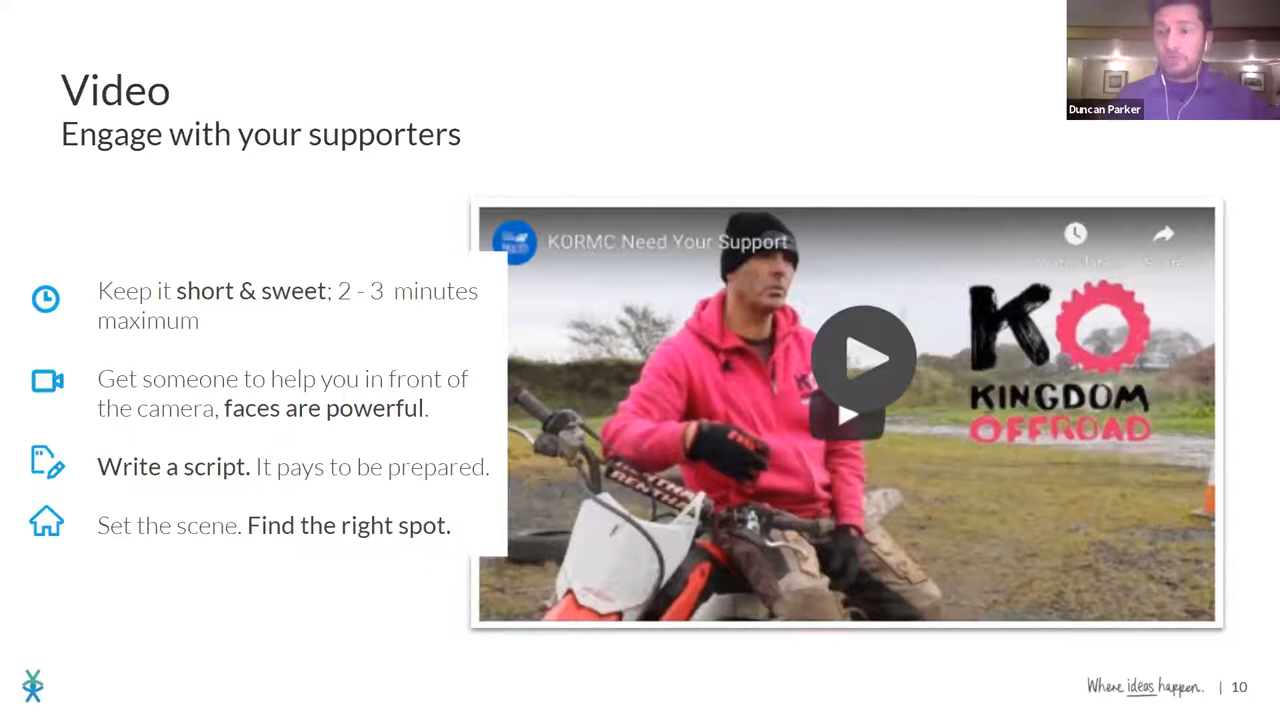 Video
Engage with your supporters
Duncan Parker
KORMC Need Your Support
Keep it short & sweet; 2 - 3 minutes
maximum
Get someone to help you in front of
the camera, faces are powerful.
Write a script. It pays to be prepared.
Set the scene. Find the right spot.
KO
KINGDOM
OFFROAD
RENTHAL
Where ideas happen.
| 10